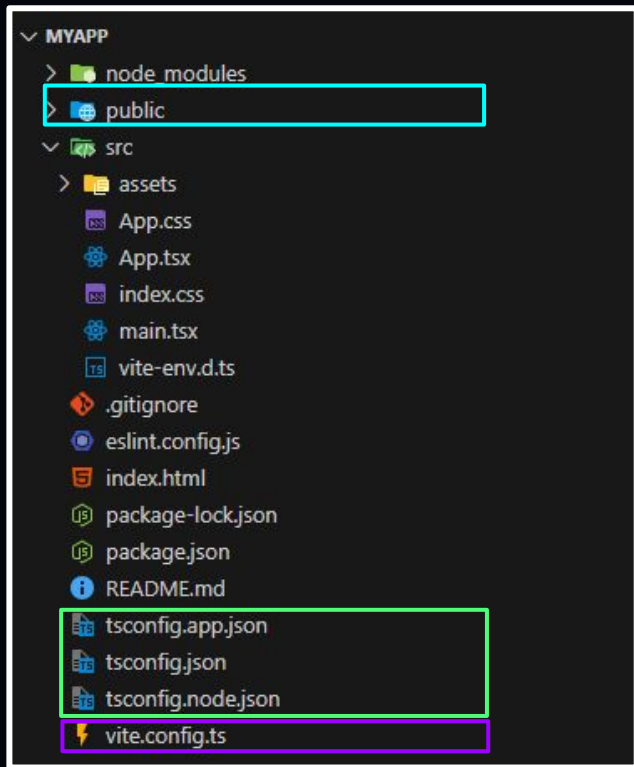 MYAPP
node_modules
public
src
assets
App.css
App.tsx
index.css
main.tsx
vite-env.d.ts
.gitignore
eslint.config.js
index.html
package-lock.json
package.json
README.md
tsconfig.app.json
tsconfig.json
tsconfig.node.json
vite.config.ts